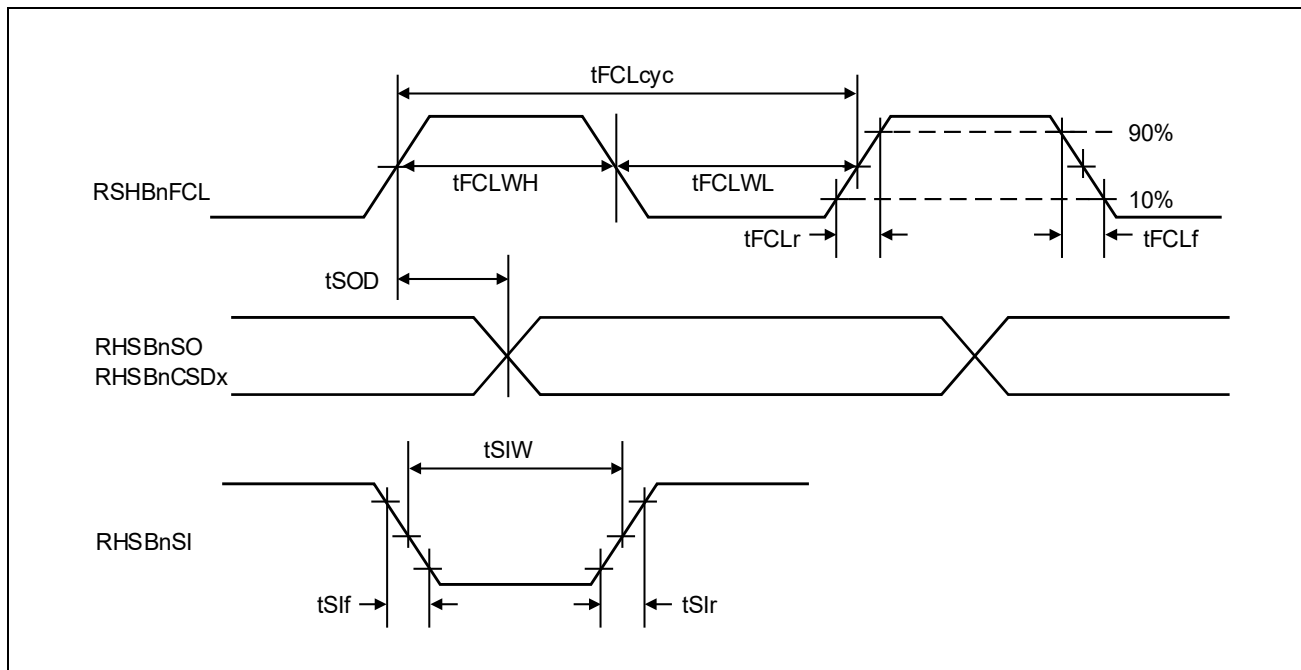 tFCLcyc
90%
tFCLWH
tFCLWL
RSHBnFCL
10%
tFCLr
tFCLf
tSOD
RHSBnSO
RHSBnCSDx
tSIW
RHSBnSI
tSIf
tSIr